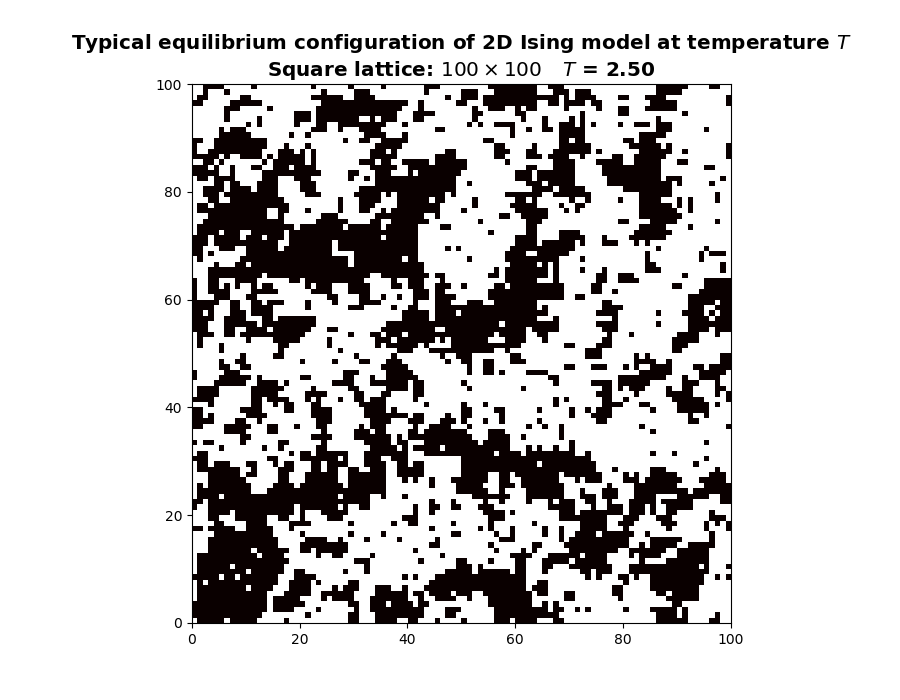 Typical equilibrium configuration of 2D Ising model at temperature T
Square lattice: 100 × 100 T = 2.50
100
80
60
40
20
0
0 20 40 60 80 100